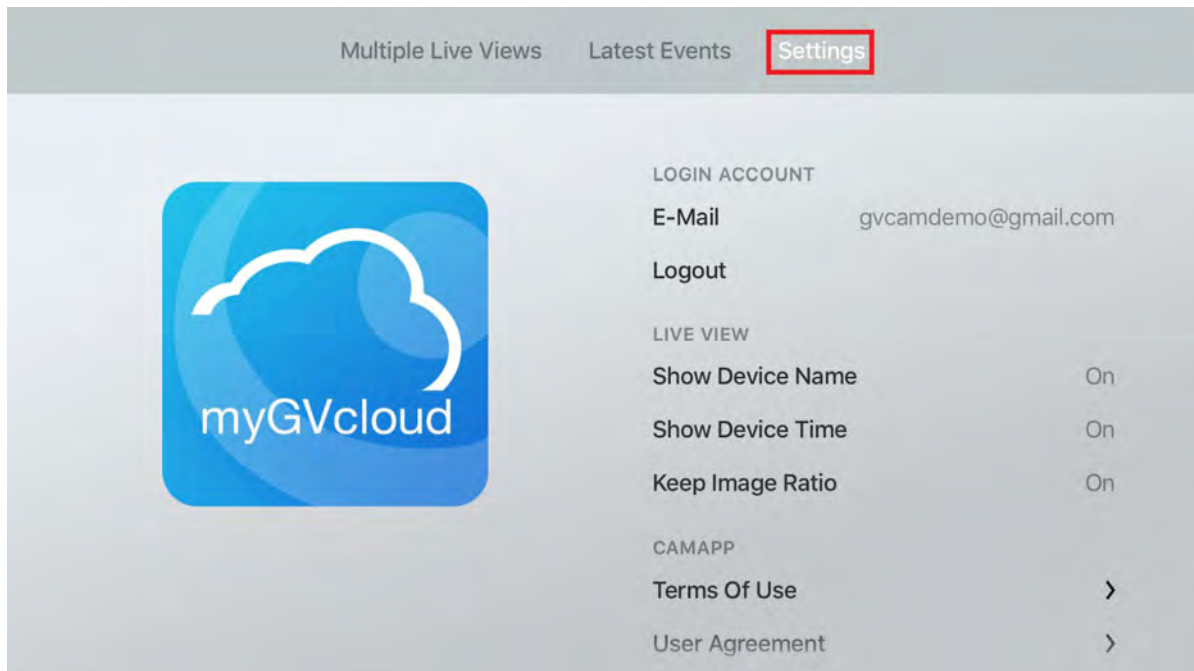 Multiple Live Views Latest Events Settings
myGVcloud
LOGIN ACCOUNT
E-Mail gvcamdemo@gmail.com
Logout
LIVE VIEW
Show Device Name On
Show Device Time On
Keep Image Ratio On
CAMAPP
Terms Of Use
User Agreement